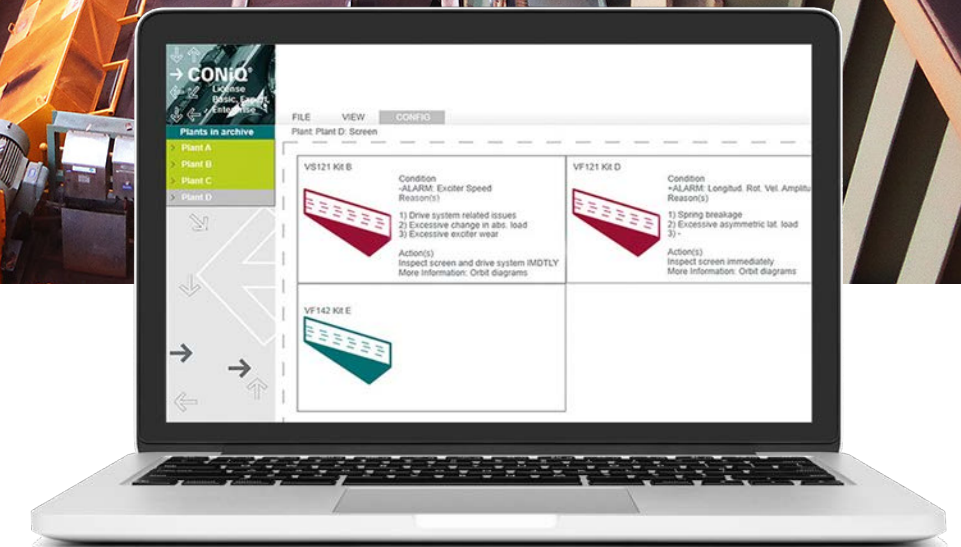 → CONiQ®
License
Basic, Expert,
Enterprise
Plants in archive
> Plant A
> Plant B
> Plant C
> Plant D
FILE VIEW CONFIG
Plant: Plant D: Screen
VS121 Kit B
Condition
-ALARM: Exciter Speed
Reason(s)
1) Drive system related issues
2) Excessive change in abs. load
3) Excessive exciter wear
Action(s)
Inspect screen and drive system IMDTLY
More Information: Orbit diagrams
VF121 Kit D
Condition
+ALARM: Longitud. Rot. Vel. Amplitu
Reason(s)
1) Spring breakage
2) Excessive asymmetric lat. load
3) -
Action(s)
Inspect screen immediately
More Information: Orbit diagrams
VF142 Kit E